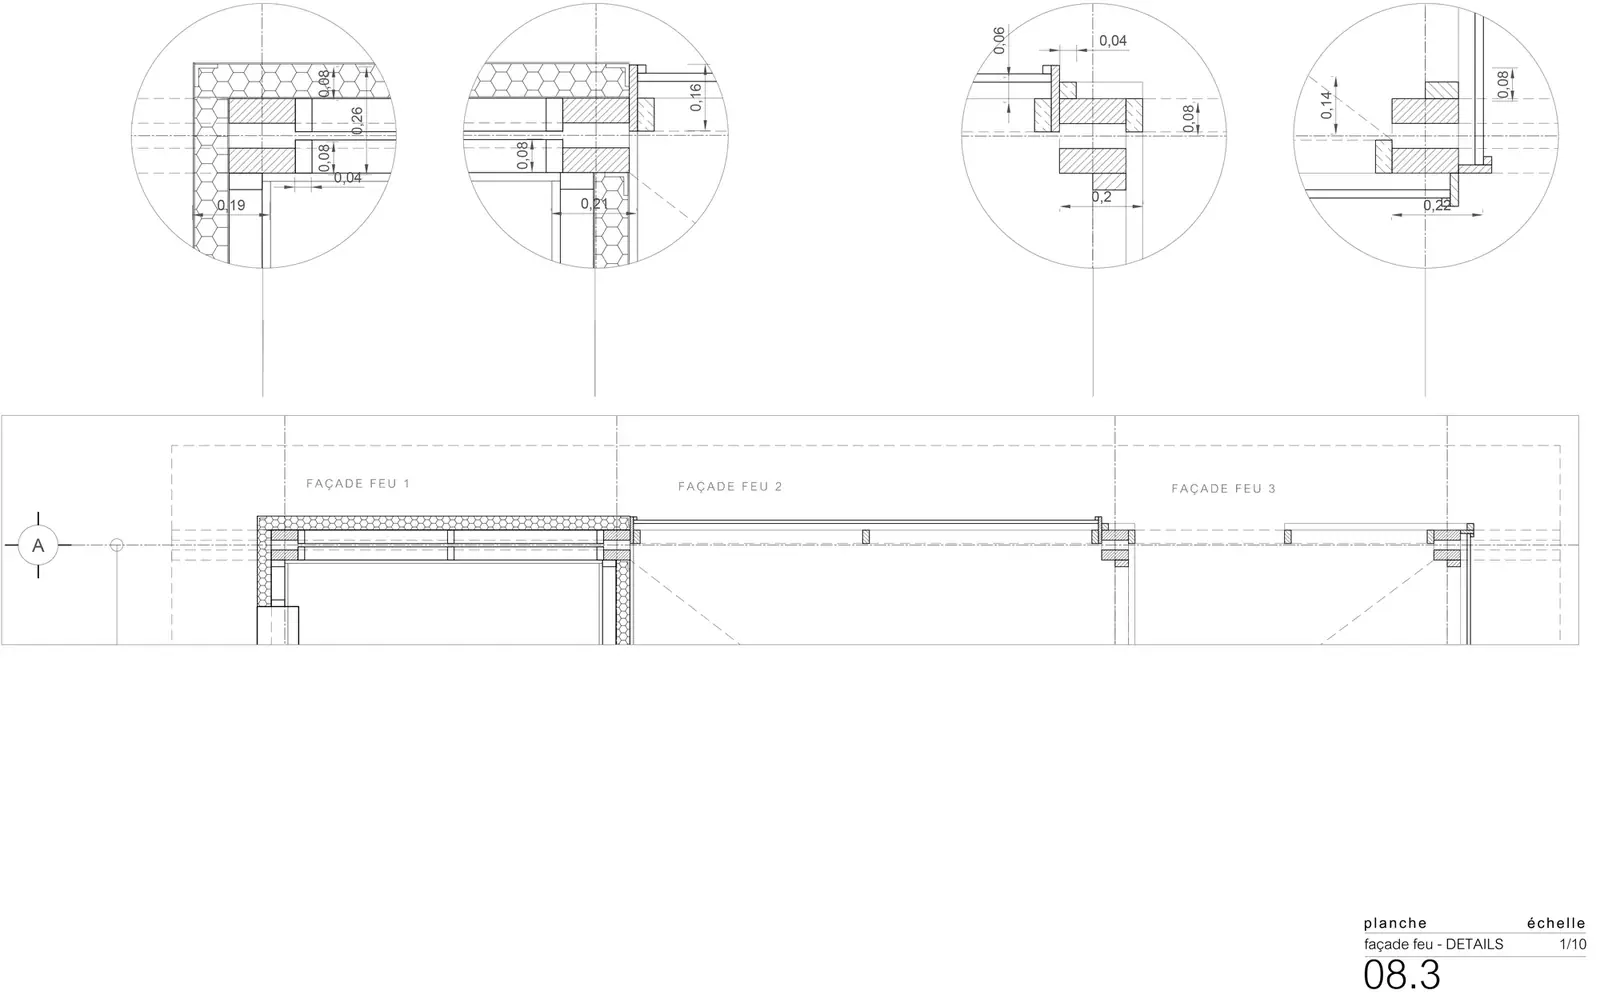 0,08
0,26
0,08
0,04
0,19
0,16
0,08
0,21
0,06
0,04
0,08
0,2
0,14
0,08
0,22
FAÇADE FEU 1
FAÇADE FEU 2
FAÇADE FEU 3
A
planche échelle
façade feu - DETAILS 1/10
08.3